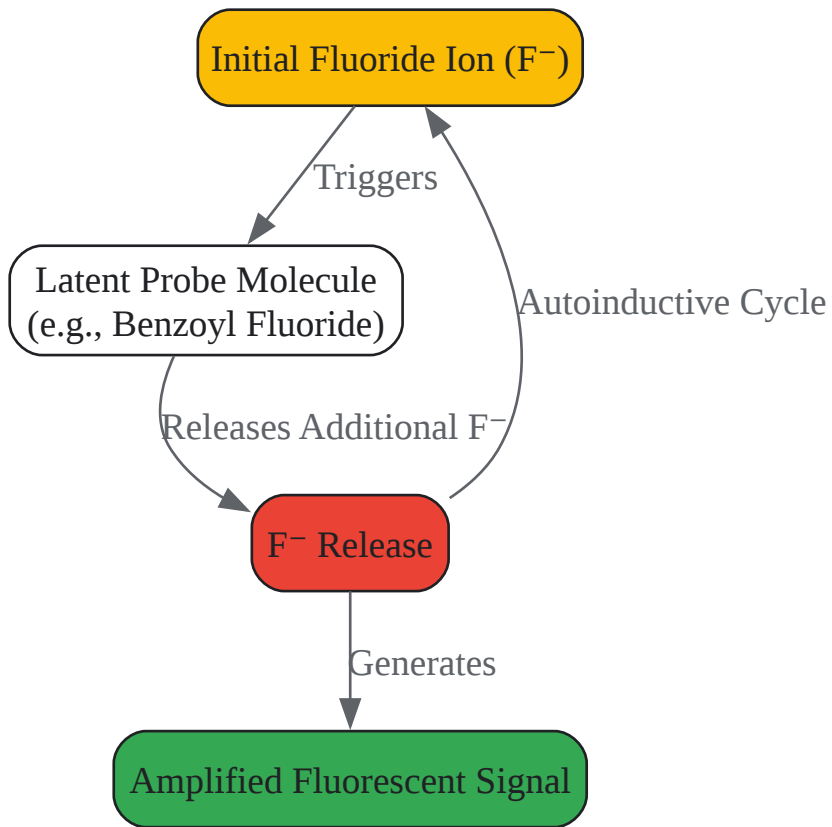 Initial Fluoride Ion (F⁻)
Triggers
Latent Probe Molecule
(e.g., Benzoyl Fluoride)
Autoinductive Cycle
Releases Additional F⁻
F⁻ Release
Generates
Amplified Fluorescent Signal